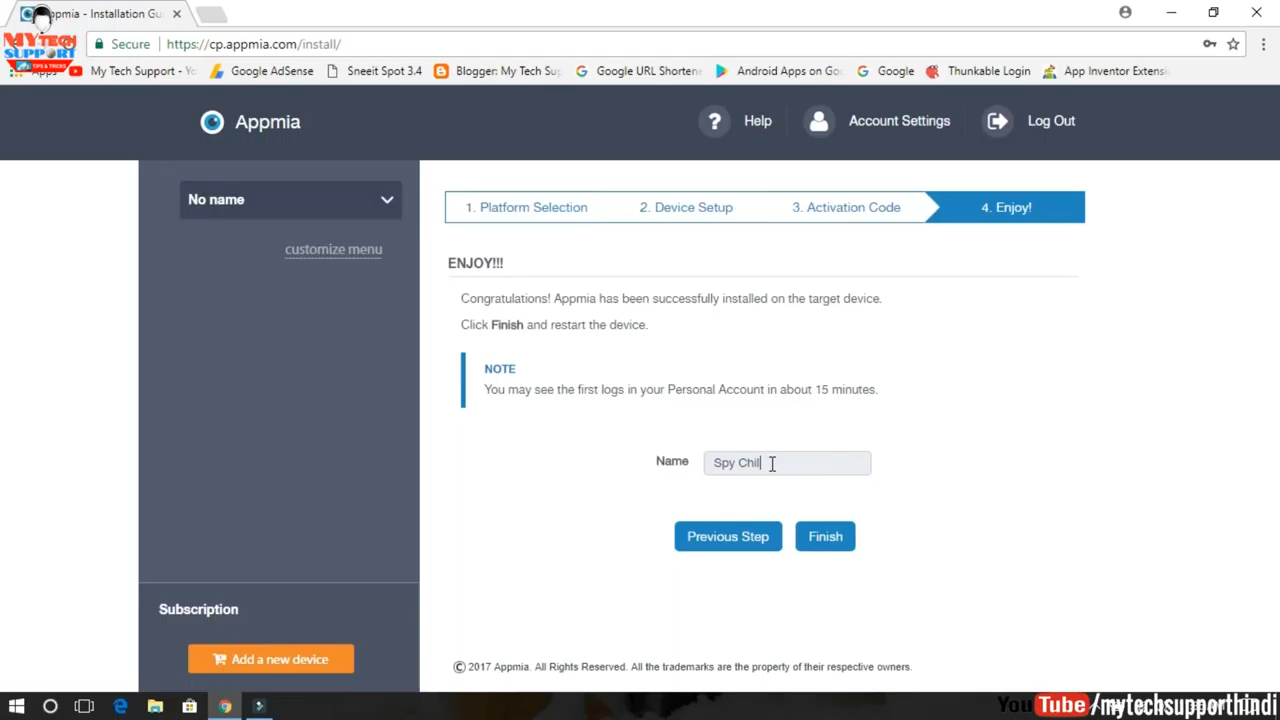 Appmia - Installation Gu
MYTECH
SUPPORT
TIPS & TRICKS
Secure
https://cp.appmia.com/install/
Apps
My Tech Support - Yo
Google AdSense
Sneeit Spot 3.4
Blogger: My Tech Sup
Google URL Shortene
Android Apps on Go
Google
Thunkable Login
App Inventor Extensi
Appmia
? Help
Account Settings
Log Out
No name
customize menu
1. Platform Selection
2. Device Setup
3. Activation Code
4. Enjoy!
ENJOY!!!
Congratulations! Appmia has been successfully installed on the target device.
Click Finish and restart the device.
NOTE
You may see the first logs in your Personal Account in about 15 minutes.
Name
Spy Chil
Previous Step
Finish
Subscription
Add a new device
© 2017 Appmia. All Rights Reserved. All the trademarks are the property of their respective owners.
You Tube /mytechsupporthindi